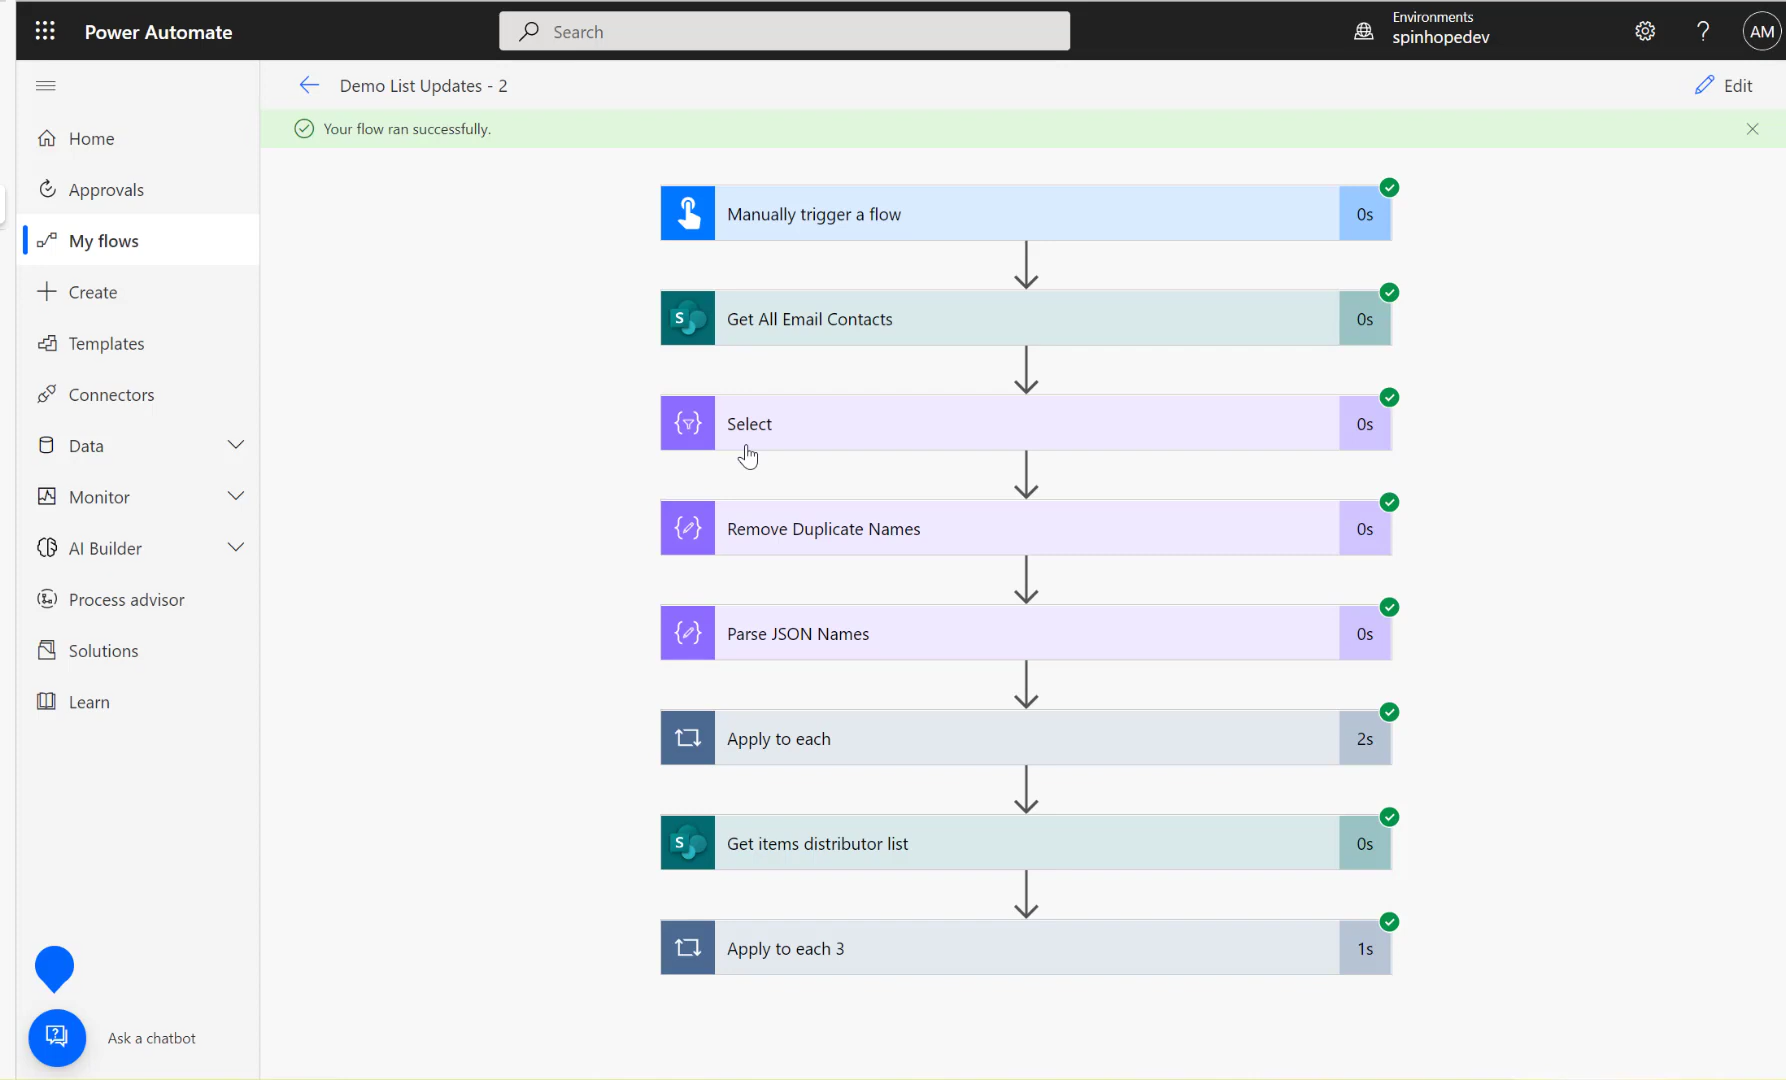 Power Automate
Search
Environments
spinhopedev
?
AM
Demo List Updates - 2
Edit
Your flow ran successfully.
Home
Approvals
My flows
Create
Templates
Connectors
Data
Monitor
AI Builder
Process advisor
Solutions
Learn
Ask a chatbot
Manually trigger a flow
0s
S
Get All Email Contacts
0s
Select
0s
Remove Duplicate Names
0s
Parse JSON Names
0s
Apply to each
2s
S
Get items distributor list
0s
Apply to each 3
1s